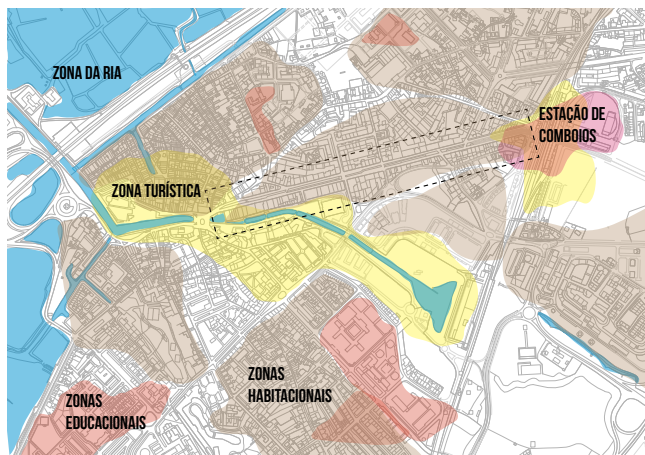 ZONA DA RIA
ESTAÇÃO DE
COMBOIOS
ZONA TURÍSTICA
ZONAS
HABITACIONAIS
ZONAS
EDUCACIONAIS